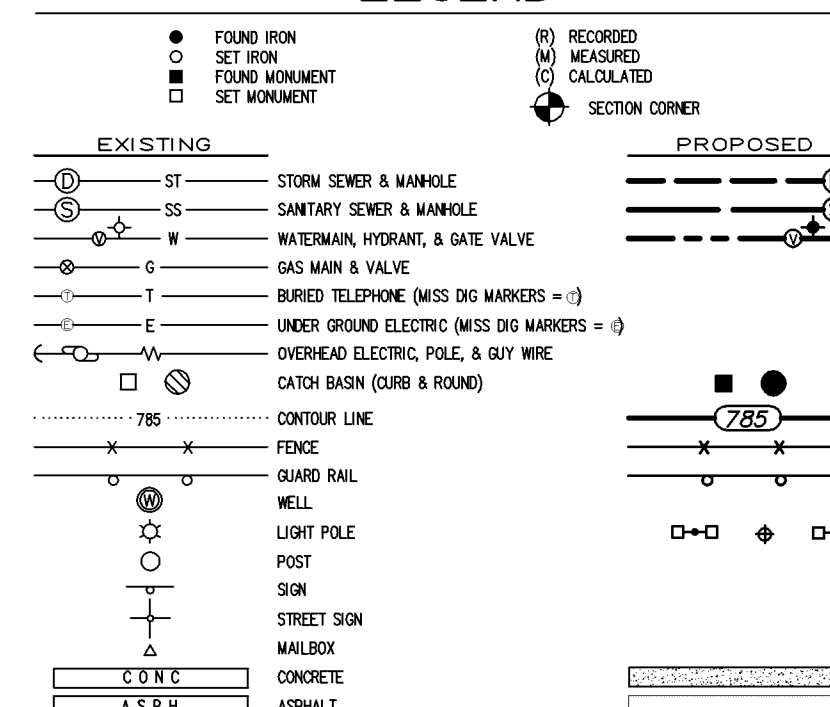 FOUND IRON
SET IRON
FOUND MONUMENT
SET MONUMENT
(R) RECORDED
(M) MEASURED
(C) CALCULATED
SECTION CORNER
EXISTING PROPOSED
D ST STORM SEWER & MANHOLE
S SS SANITARY SEWER & MANHOLE
V W WATERMAIN, HYDRANT, & GATE VALVE V
G GAS MAIN & VALVE
T T BURIED TELEPHONE (MISS DIG MARKERS = T)
E E UNDER GROUND ELECTRIC (MISS DIG MARKERS = E)
OVERHEAD ELECTRIC, POLE, & GUY WIRE
CATCH BASIN (CURB & ROUND)
785 CONTOUR LINE 785
FENCE
GUARD RAIL
W WELL
LIGHT POLE
POST
SIGN
STREET SIGN
MAILBOX
CONC CONCRETE
ASPH ASPHALT